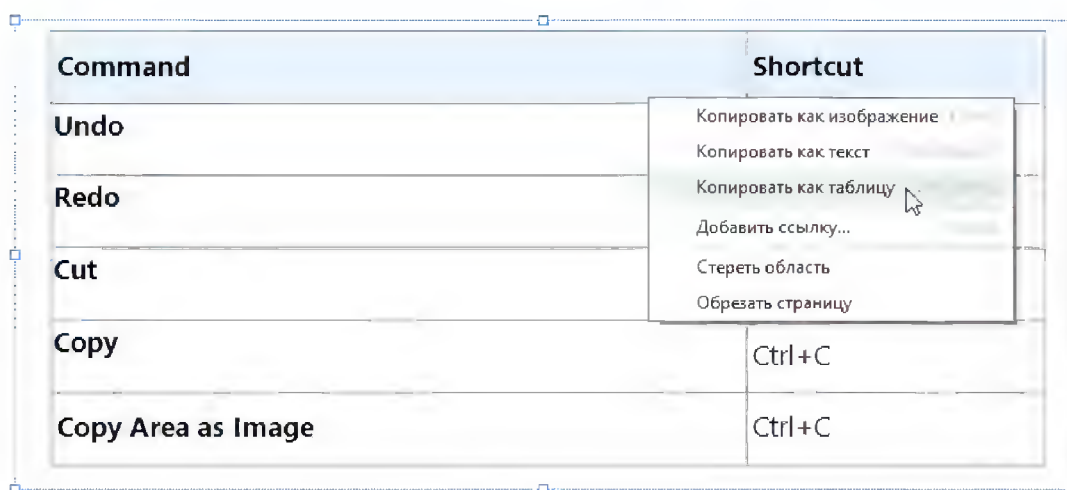 Command Shortcut
Undo
Копировать как изображение
Копировать как текст
Redo
Копировать как таблицу
Добавить ссылку...
Cut
Стереть область
Обрезать страницу
Copy Ctrl+C
Copy Area as Image Ctrl+C